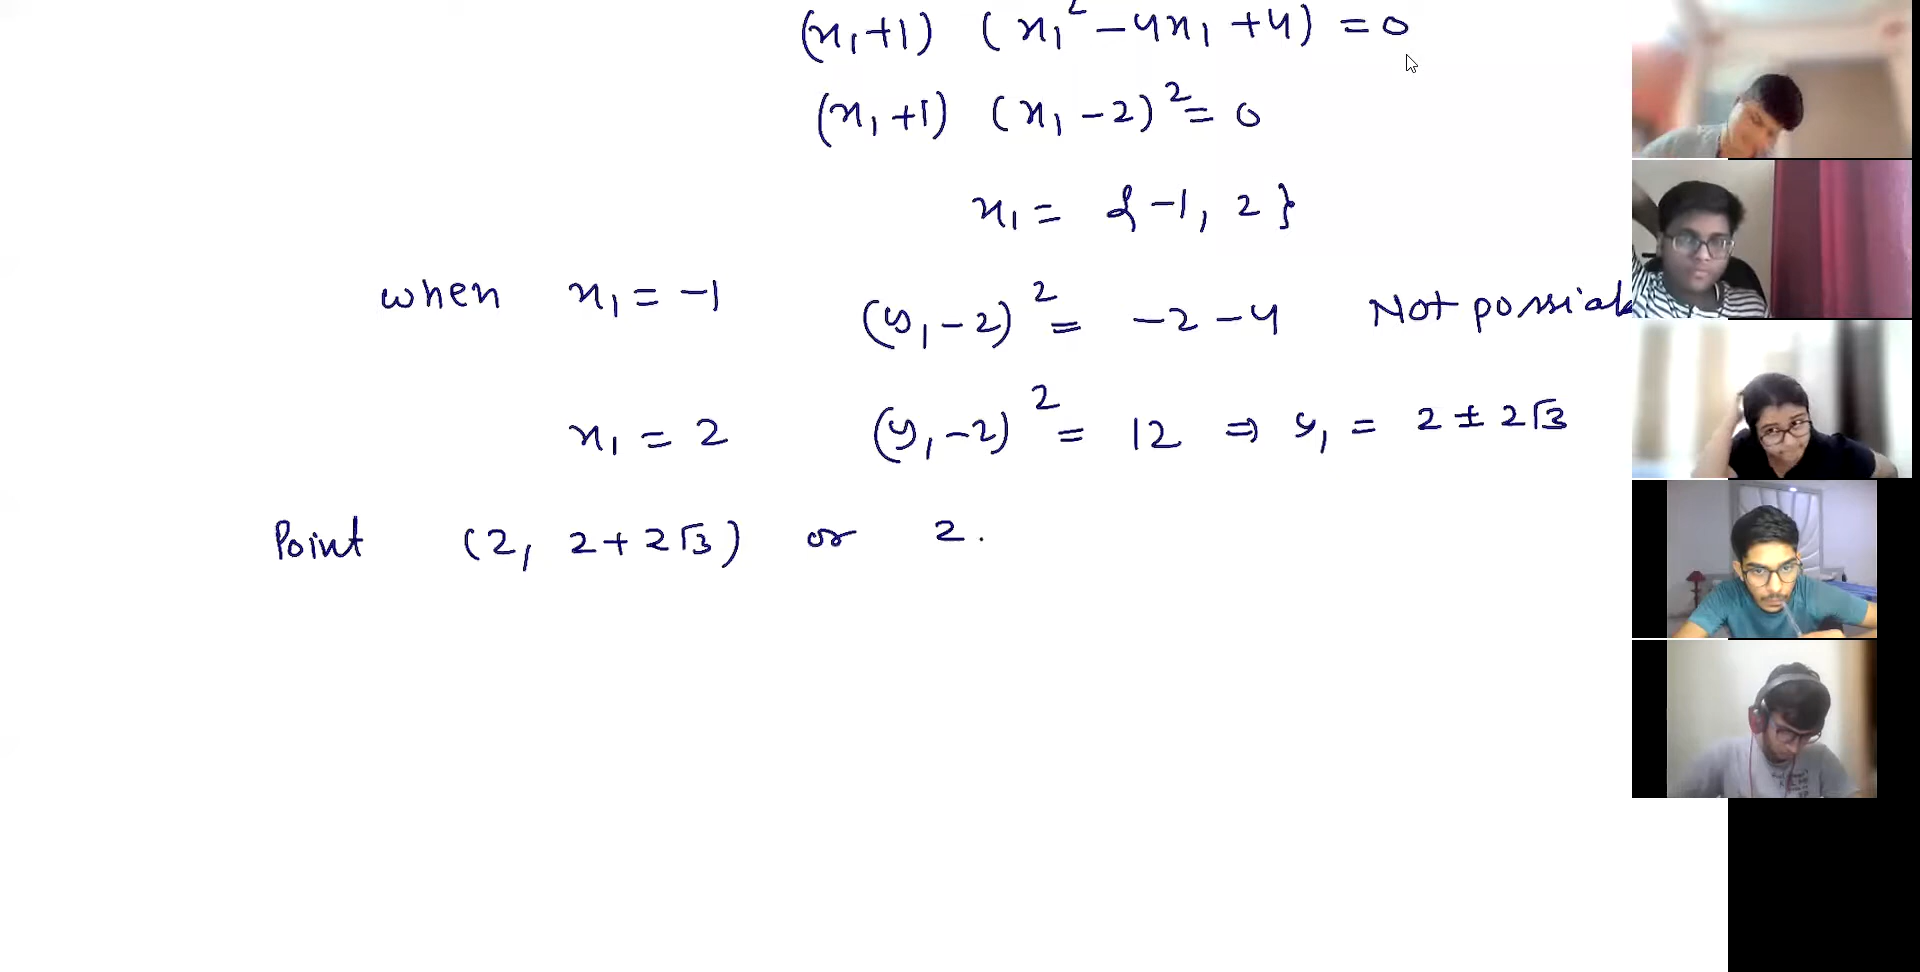 (x₁+1) (x₁²-4x₁+4) = 0
(x₁+1) (x₁-2)² = 0
x₁ = {-1, 2}
when x₁ = -1 (y₁-2)² = -2-4 Not
x₁ = 2 (y₁-2)² = 12 ⇒ y₁ = 2 ± 2√3
Point (2, 2+2√3) or 2.